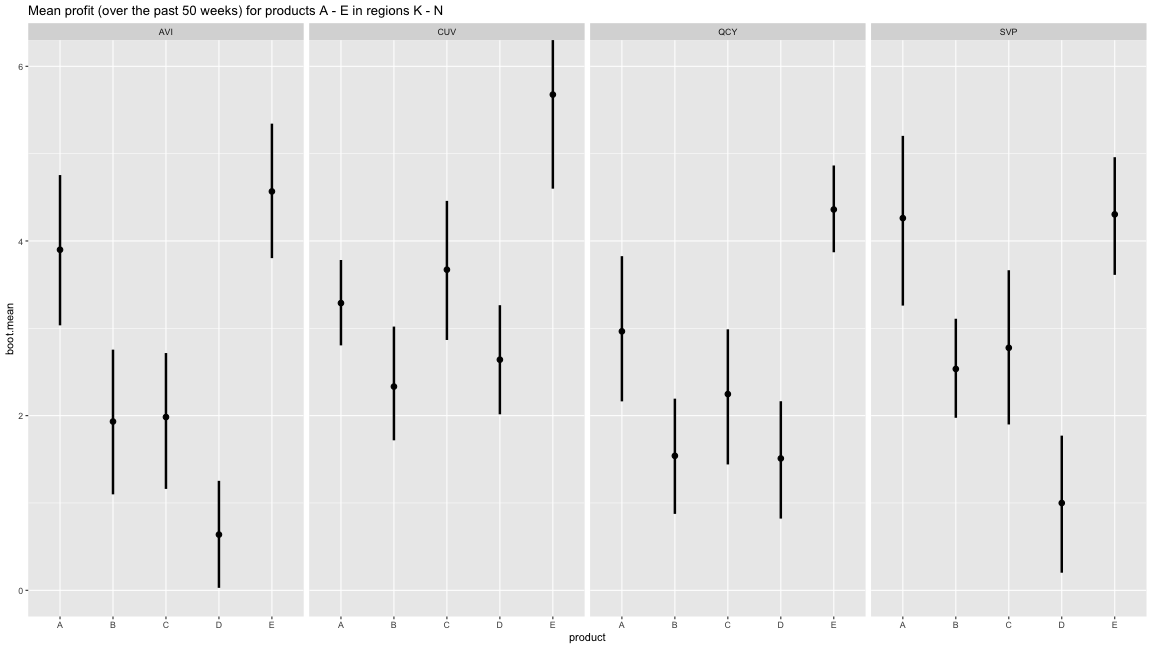 Mean profit (over the past 50 weeks) for products A - E in regions K - N
AVI CUV QCY SVP
6
4
2
0
boot.mean
A B C D E A B C D E A B C D E A B C D E
product